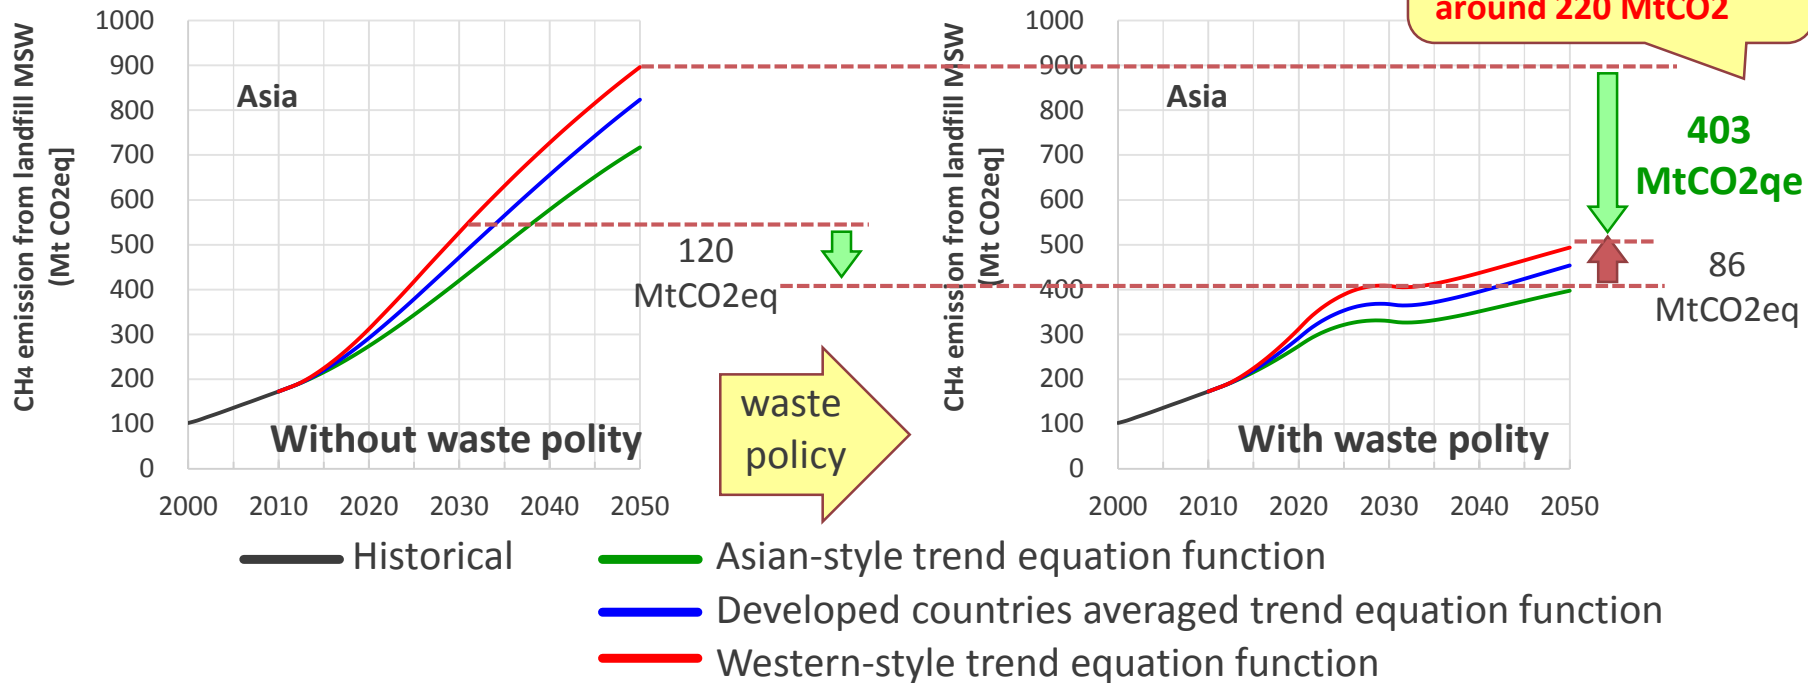 around 220 MtCO2
CH4 emission from landfill MSW
(Mt CO2eq]
1000
900
800
700
600
500
400
300
200
100
0
Asia
Without waste polity
2000 2010 2020 2030 2040 2050
120
MtCO2eq
waste
policy
CH4 emission from landfill MSW
(Mt CO2eq]
1000
900
800
700
600
500
400
300
200
100
0
Asia
With waste polity
2000 2010 2020 2030 2040 2050
403
MtCO2qe
86
MtCO2eq
Historical
Asian-style trend equation function
Developed countries averaged trend equation function
Western-style trend equation function